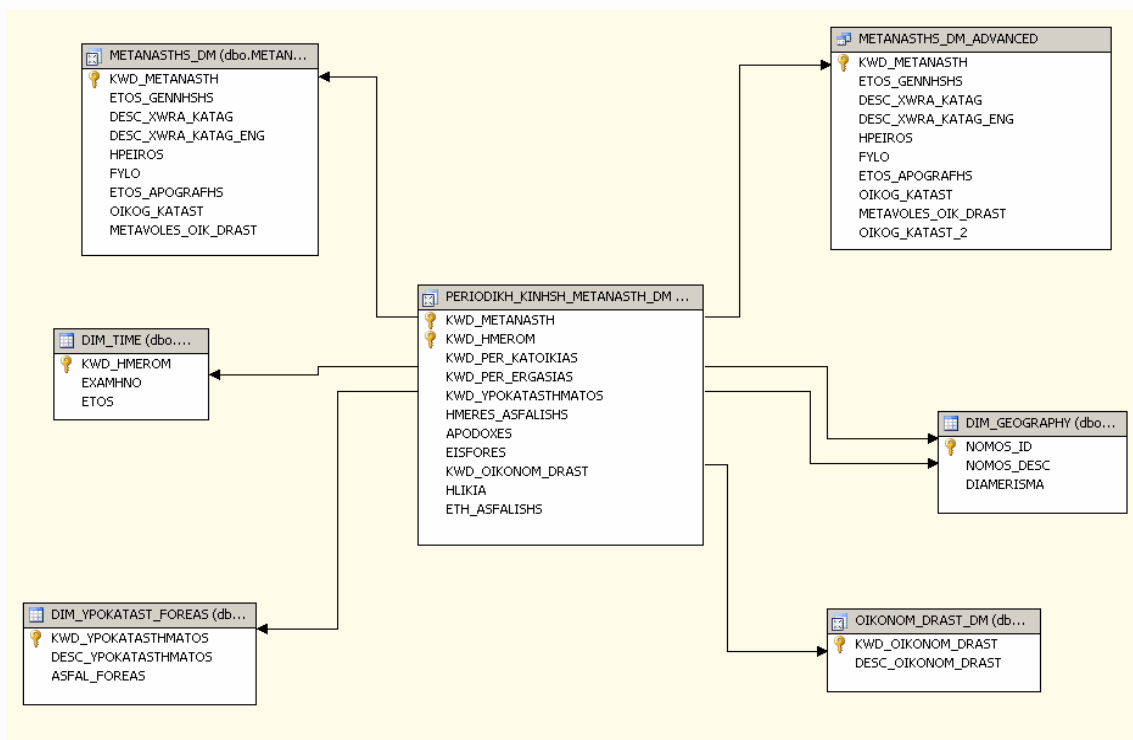 METANASTHS_DM (dbo.METAN...
KWD_METANASTH
ETOS_GENNHSHS
DESC_XWRA_KATAG
DESC_XWRA_KATAG_ENG
HPEIROS
FYLO
ETOS_APOGRAFHS
OIKOG_KATAST
METAVOLES_OIK_DRAST
METANASTHS_DM_ADVANCED
KWD_METANASTH
ETOS_GENNHSHS
DESC_XWRA_KATAG
DESC_XWRA_KATAG_ENG
HPEIROS
FYLO
ETOS_APOGRAFHS
OIKOG_KATAST
METAVOLES_OIK_DRAST
OIKOG_KATAST_2
PERIODIKH_KINHSH_METANASTH_DM ...
KWD_METANASTH
KWD_HMEROM
KWD_PER_KATOIKIAS
KWD_PER_ERGASIAS
KWD_YPOKATASTHMATOS
HMERES_ASFALISHS
APODOXES
EISFORES
KWD_OIKONOM_DRAST
HLIKIA
ETH_ASFALISHS
DIM_TIME (dbo....
KWD_HMEROM
EXAMHNO
ETOS
DIM_GEOGRAPHY (dbo...
NOMOS_ID
NOMOS_DESC
DIAMERISMA
DIM_YPOKATAST_FOREAS (db...
KWD_YPOKATASTHMATOS
DESC_YPOKATASTHMATOS
ASFAL_FOREAS
OIKONOM_DRAST_DM (db...
KWD_OIKONOM_DRAST
DESC_OIKONOM_DRAST